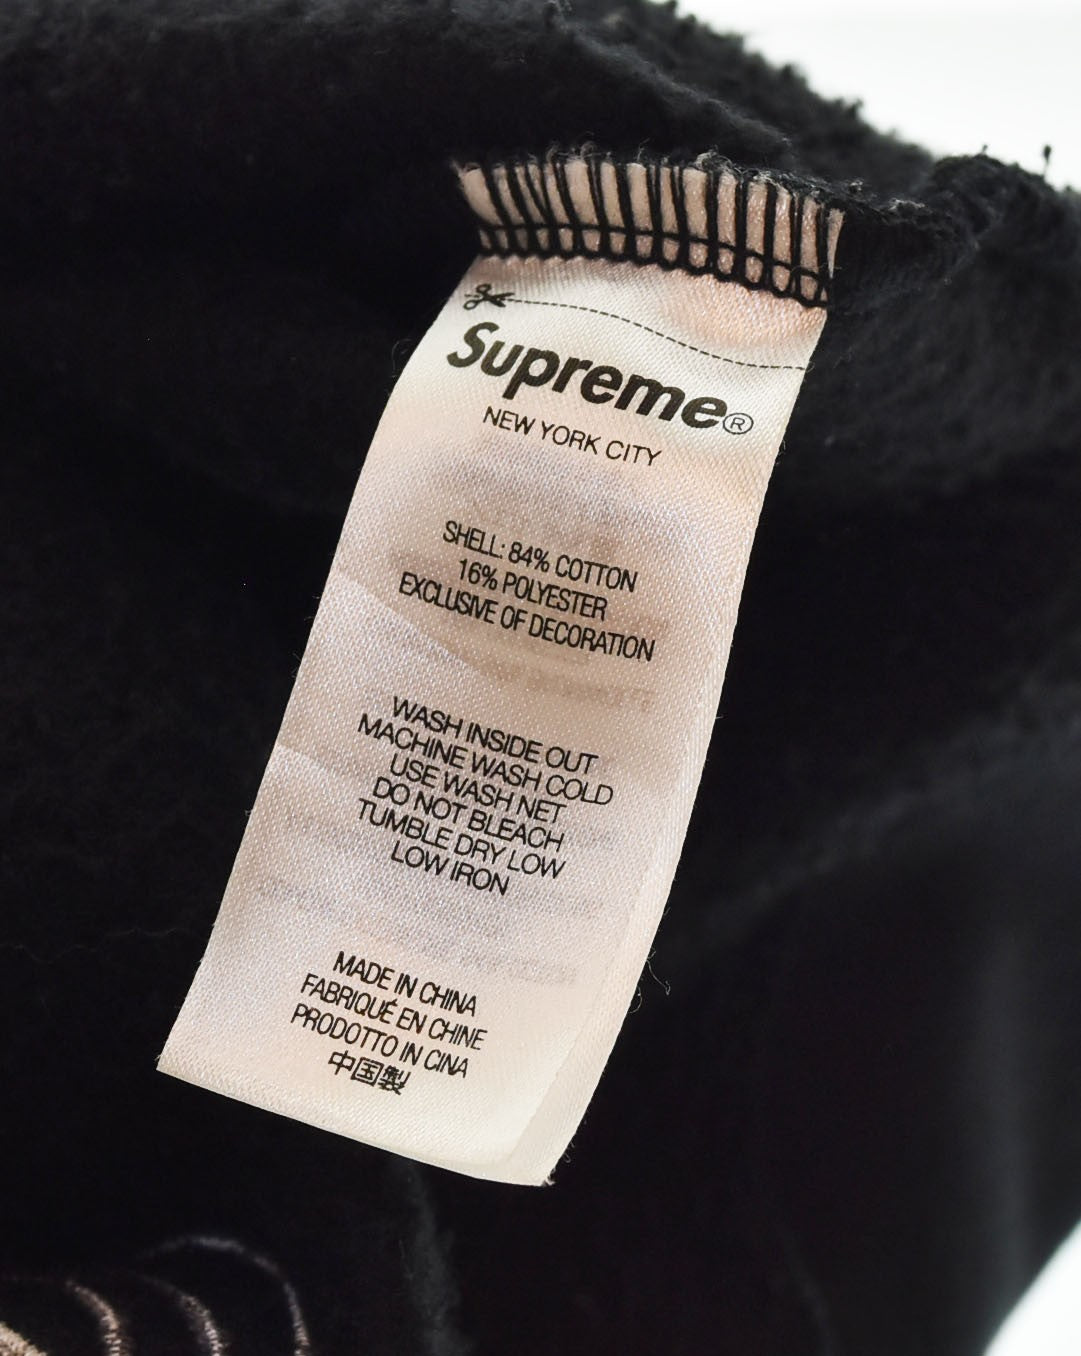 Supreme®
NEW YORK CITY
SHELL: 84% COTTON
16% POLYESTER
EXCLUSIVE OF DECORATION
WASH INSIDE OUT
MACHINE WASH COLD
USE WASH NET
DO NOT BLEACH
TUMBLE DRY LOW
LOW IRON
MADE IN CHINA
FABRIQUÉ EN CHINE
PRODOTTO IN CINA
中国製